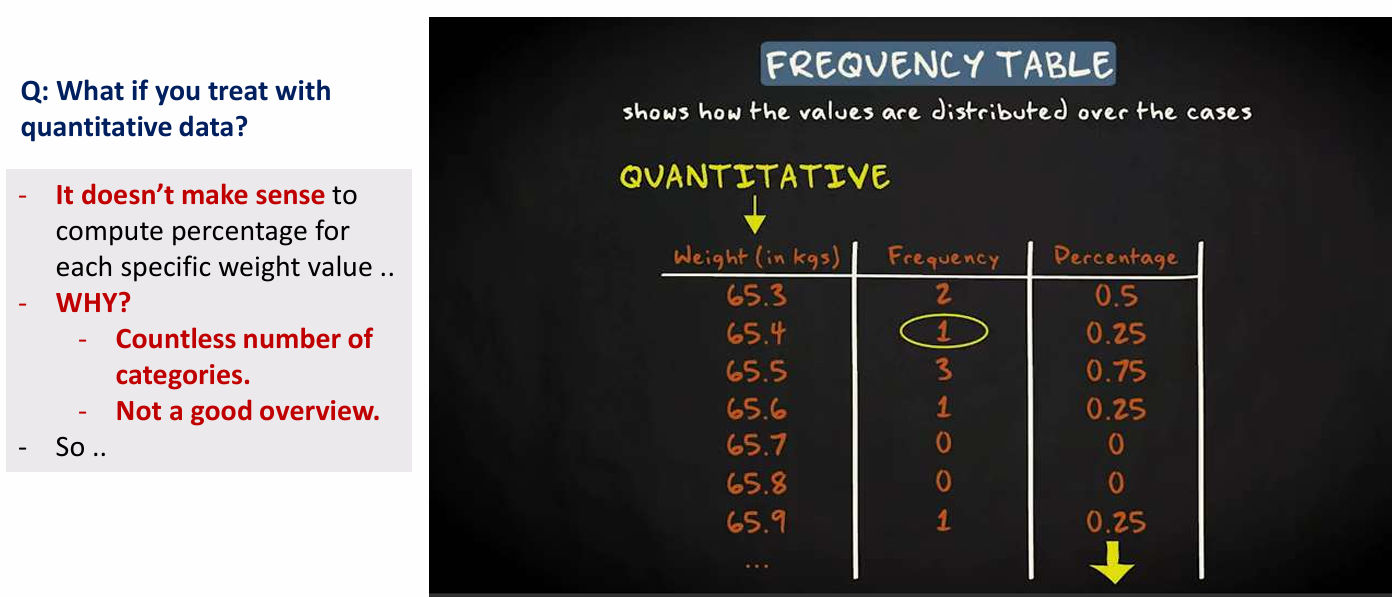 Q: What if you treat with
quantitative data?
- It doesn’t make sense to
compute percentage for
each specific weight value ..
- WHY?
- Countless number of
categories.
- Not a good overview.
- So ..
FREQUENCY TABLE
shows how the values are distributed over the cases
QUANTITATIVE
Weight (in kgs) Frequency Percentage
65.3 2 0.5
65.4 1 0.25
65.5 3 0.75
65.6 1 0.25
65.7 0 0
65.8 0 0
65.9 1 0.25
...